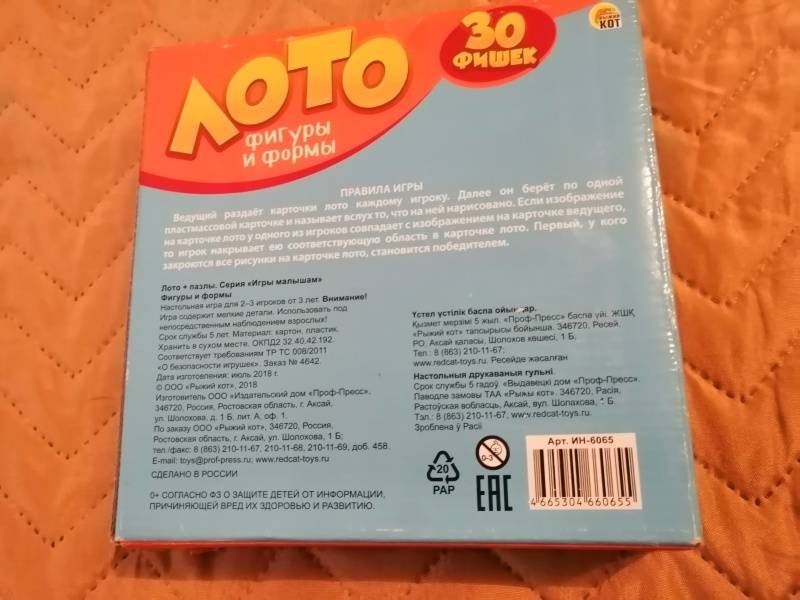 ЛОТО
фигуры
и формы
30
ФИШЕК
РЫЖИЙ
КОТ
ПРАВИЛА ИГРЫ
Ведущий раздаёт карточки лото каждому игроку. Далее он берёт по одной
пластмассовой карточке и называет вслух то, что на ней нарисовано. Если изображение
на карточке лото у одного из игроков совпадает с изображением на карточке ведущего,
то игрок накрывает ею соответствующую область в карточке лото. Первый, у кого
закроются все рисунки на карточке лото, становится победителем.
Лото + пазлы. Серия «Игры малышам»
Фигуры и формы
Настольная игра для 2–3 игроков от 3 лет. Внимание!
Игра содержит мелкие детали. Использовать под
непосредственным наблюдением взрослых!
Срок службы 5 лет. Материал: картон, пластик.
Хранить в сухом месте. ОКПД2 32.40.42.192.
Соответствует требованиям ТР ТС 008/2011
«О безопасности игрушек». Заказ № 4642.
Дата изготовления: июль 2018 г.
© ООО «Рыжий кот», 2018
Изготовитель ООО «Издательский дом «Проф-Пресс»,
346720, Россия, Ростовская область, г. Аксай,
ул. Шолохова, д. 1 Б, лит. А, оф. 1.
По заказу ООО «Рыжий кот», 346720, Россия,
Ростовская область, г. Аксай, ул. Шолохова, 1 Б;
тел./факс: 8 (863) 210-11-67, 210-11-68, 210-11-69, доб. 458.
E-mail: toys@prof-press.ru; www.redcat-toys.ru
СДЕЛАНО В РОССИИ
0+ СОГЛАСНО ФЗ О ЗАЩИТЕ ДЕТЕЙ ОТ ИНФОРМАЦИИ,
ПРИЧИНЯЮЩЕЙ ВРЕД ИХ ЗДОРОВЬЮ И РАЗВИТИЮ.
Үстел үстілік баспа ойындар.
Қызмет мерзімі 5 жыл. «Проф-Пресс» баспа үйі. ЖШҚ
«Рыжий кот» тапсырысы бойынша. 346720, Ресей.
РО. Аксай қаласы, Шолохов көшесі, 1 Б.
Тел.: 8 (863) 210-11-67;
www.redcat-toys.ru. Ресейде жасалған
Настольныя друкаваныя гульні.
Срок службы 5 гадоў. «Выдавецкі дом «Проф-Пресс».
Паводле замовы ТАА «Рыжы кот», 346720, Расія,
Растоўская вобласць, Аксай, вул. Шолахова, 1 Б.
Тал.: 8 (863) 210-11-67; www.redcat-toys.ru.
Зроблена ў Расіі
20
PAP
0-3
EAC
Арт. ИН-6065
4 665304 660655